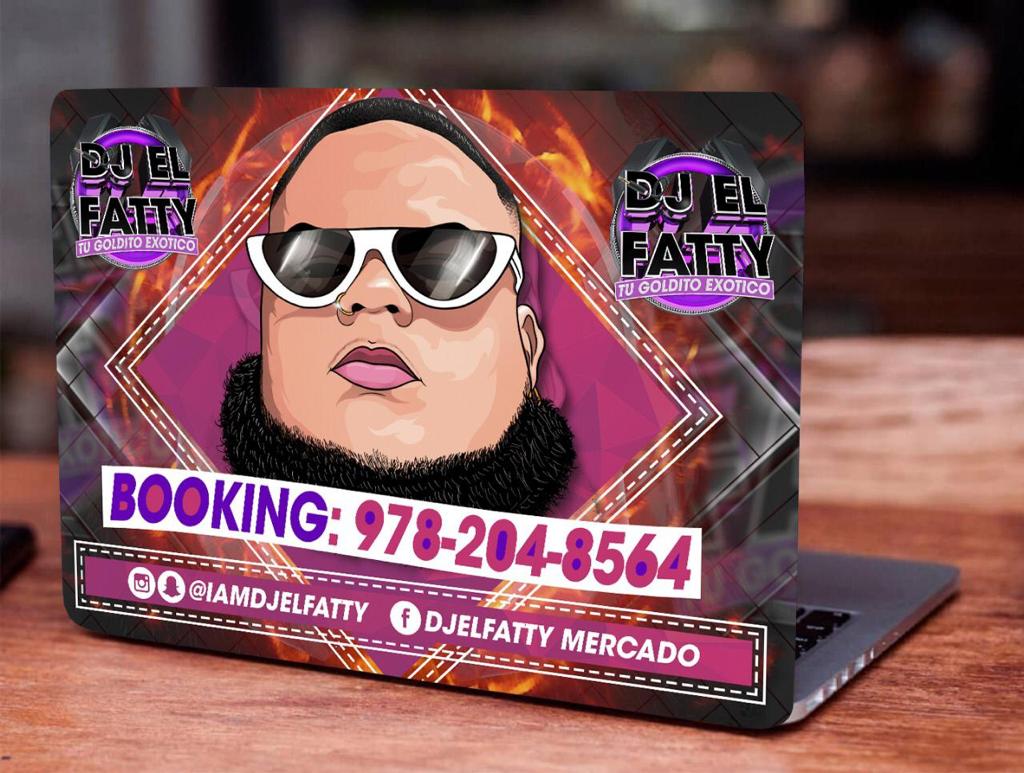 DJ EL
FATTY
TU GOLDITO EXOTICO
DJ EL
FATTY
TU GOLDITO EXOTICO
BOOKING: 978-204-8564
@IAMDJELFATTY
DJELFATTY MERCADO